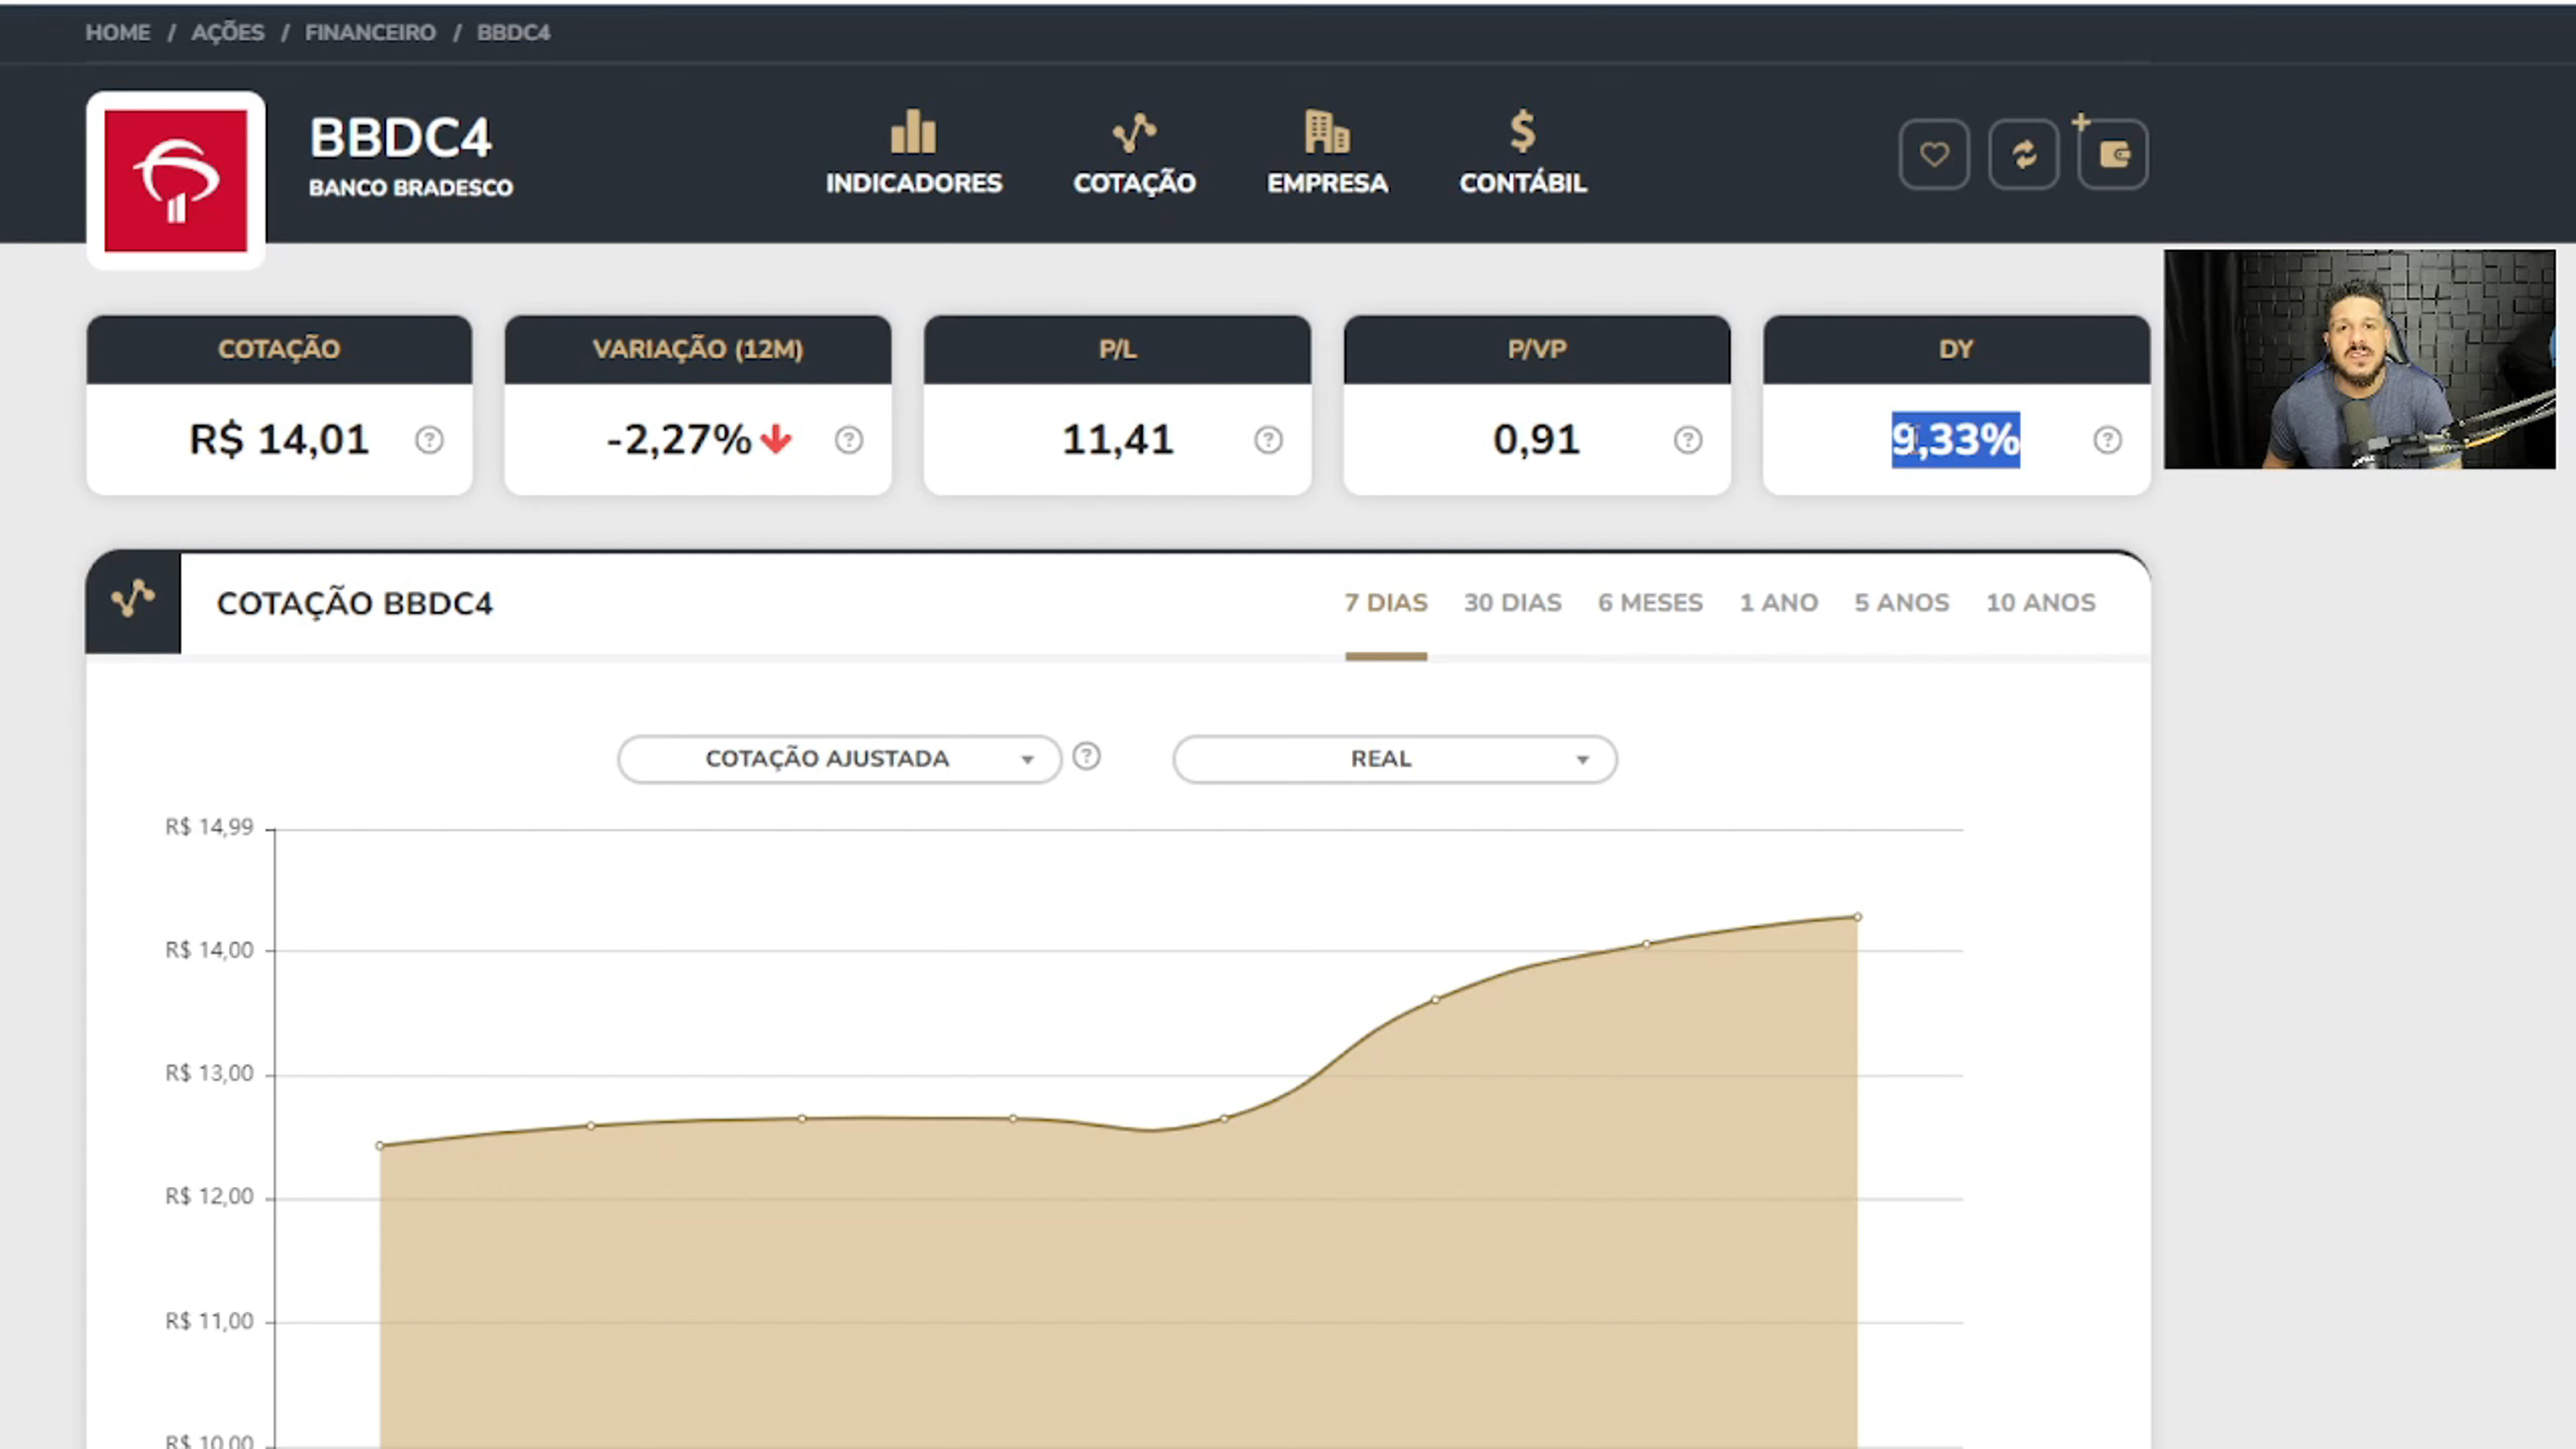 HOME / AÇÕES / FINANCEIRO / BBDC4
BBDC4
BANCO BRADESCO
INDICADORES
COTAÇÃO
EMPRESA
CONTÁBIL
COTAÇÃO
R$ 14,01
VARIAÇÃO (12M)
-2,27%
P/L
11,41
P/VP
0,91
DY
9,33%
COTAÇÃO BBDC4
7 DIAS 30 DIAS 6 MESES 1 ANO 5 ANOS 10 ANOS
COTAÇÃO AJUSTADA
REAL
R$ 14,99
R$ 14,00
R$ 13,00
R$ 12,00
R$ 11,00
R$ 10,00